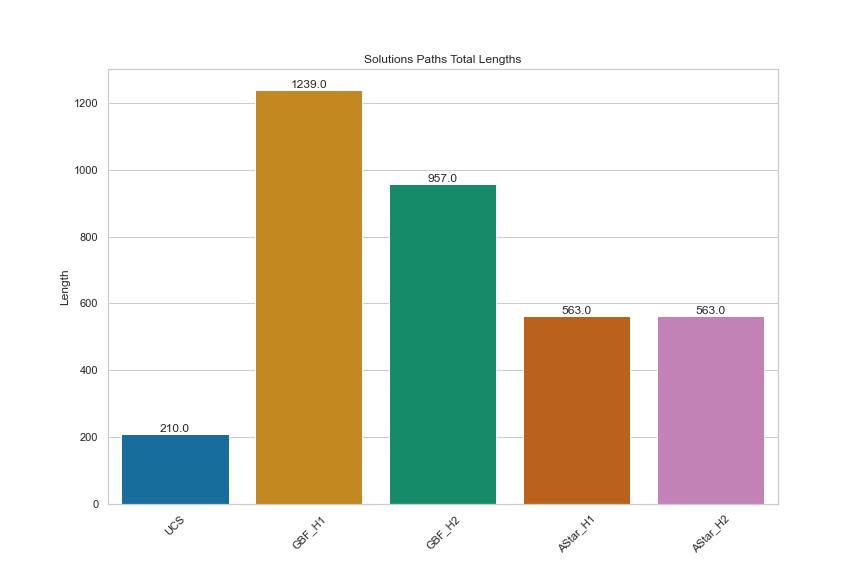 Solutions Paths Total Lengths
Length
1200
1000
800
600
400
200
0
1239.0
957.0
563.0
563.0
210.0
UCS
GBF_H1
GBF_H2
AStar_H1
AStar_H2